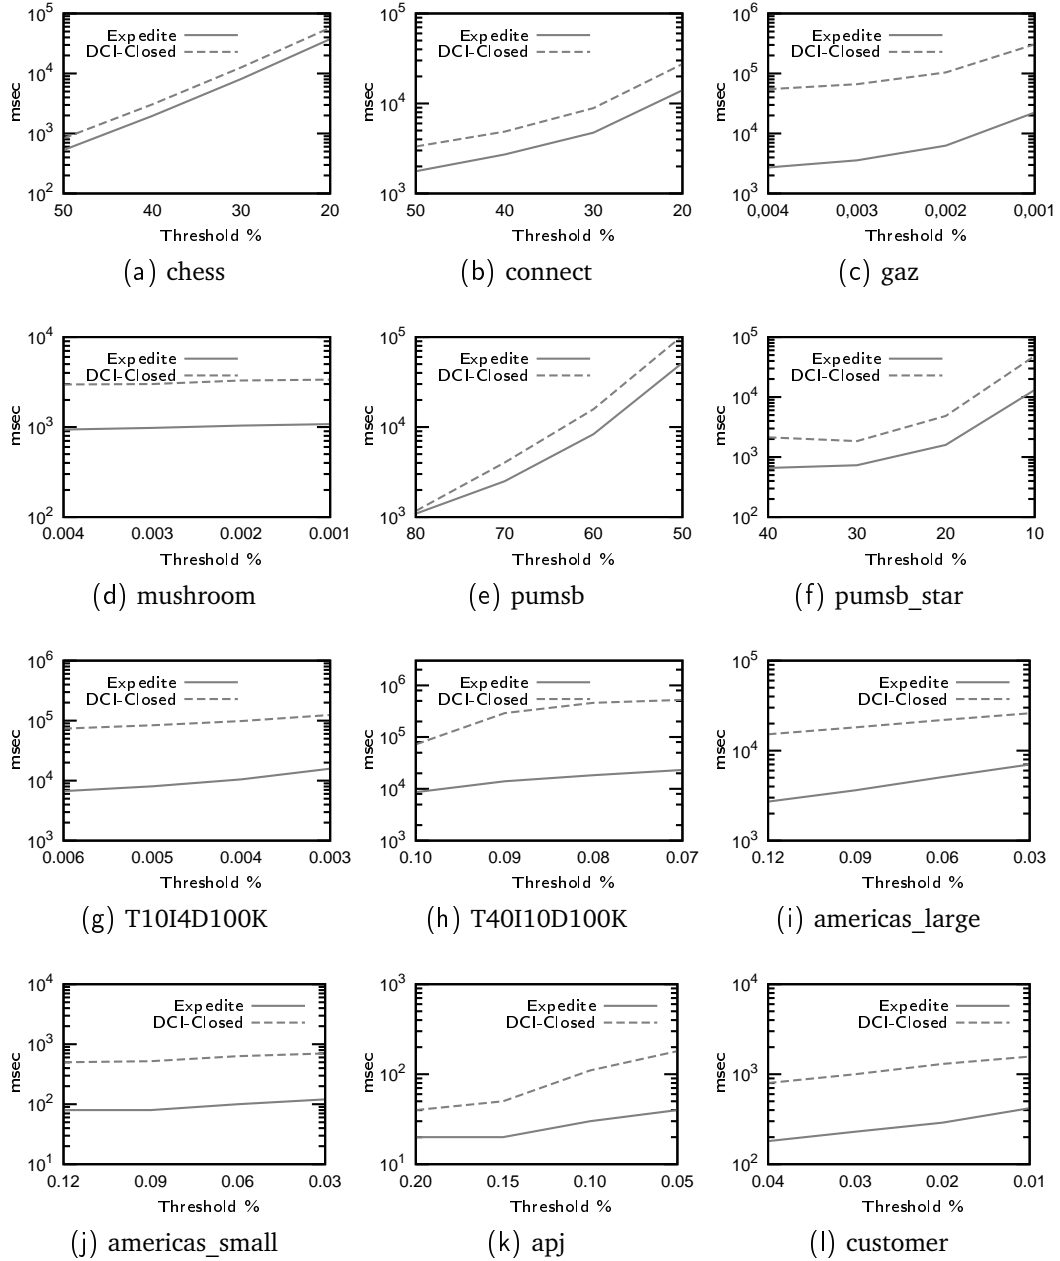 10^5
10^4
10^3
10^2
msec
Expedite
DCI-Closed
50 40 30 20
Threshold %
(a) chess
10^5
10^4
10^3
msec
Expedite
DCI-Closed
50 40 30 20
Threshold %
(b) connect
10^6
10^5
10^4
10^3
msec
Expedite
DCI-Closed
0,004 0,003 0,002 0,001
Threshold %
(c) gaz
10^4
10^3
10^2
msec
Expedite
DCI-Closed
0.004 0.003 0.002 0.001
Threshold %
(d) mushroom
10^5
10^4
10^3
msec
Expedite
DCI-Closed
80 70 60 50
Threshold %
(e) pumsb
10^5
10^4
10^3
10^2
msec
Expedite
DCI-Closed
40 30 20 10
Threshold %
(f) pumsb_star
10^6
10^5
10^4
10^3
msec
Expedite
DCI-Closed
0.006 0.005 0.004 0.003
Threshold %
(g) T10I4D100K
10^6
10^5
10^4
10^3
msec
Expedite
DCI-Closed
0.10 0.09 0.08 0.07
Threshold %
(h) T40I10D100K
10^5
10^4
10^3
msec
Expedite
DCI-Closed
0.12 0.09 0.06 0.03
Threshold %
(i) americas_large
10^4
10^3
10^2
10^1
msec
Expedite
DCI-Closed
0.12 0.09 0.06 0.03
Threshold %
(j) americas_small
10^3
10^2
10^1
msec
Expedite
DCI-Closed
0.20 0.15 0.10 0.05
Threshold %
(k) apj
10^4
10^3
10^2
msec
Expedite
DCI-Closed
0.04 0.03 0.02 0.01
Threshold %
(l) customer